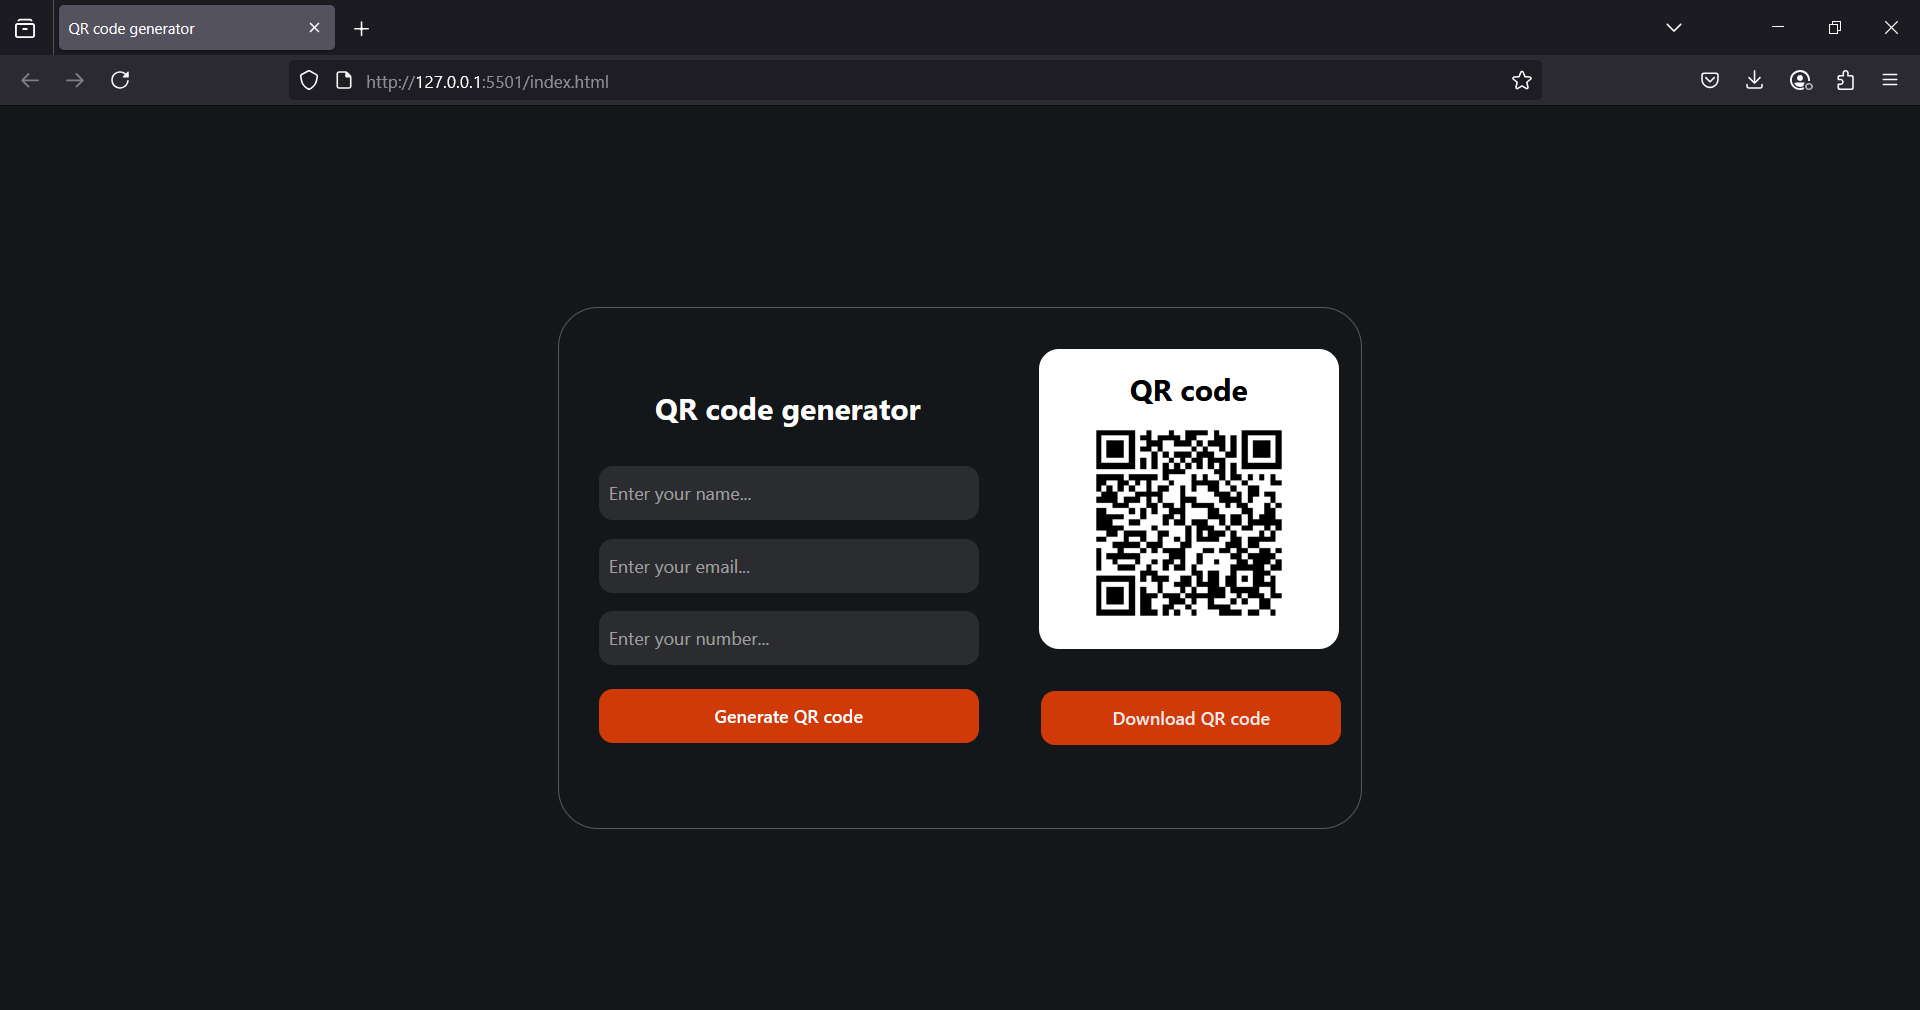 QR code generator
http://127.0.0.1:5501/index.html
QR code generator
Enter your name...
Enter your email...
Enter your number...
Generate QR code
QR code
Download QR code